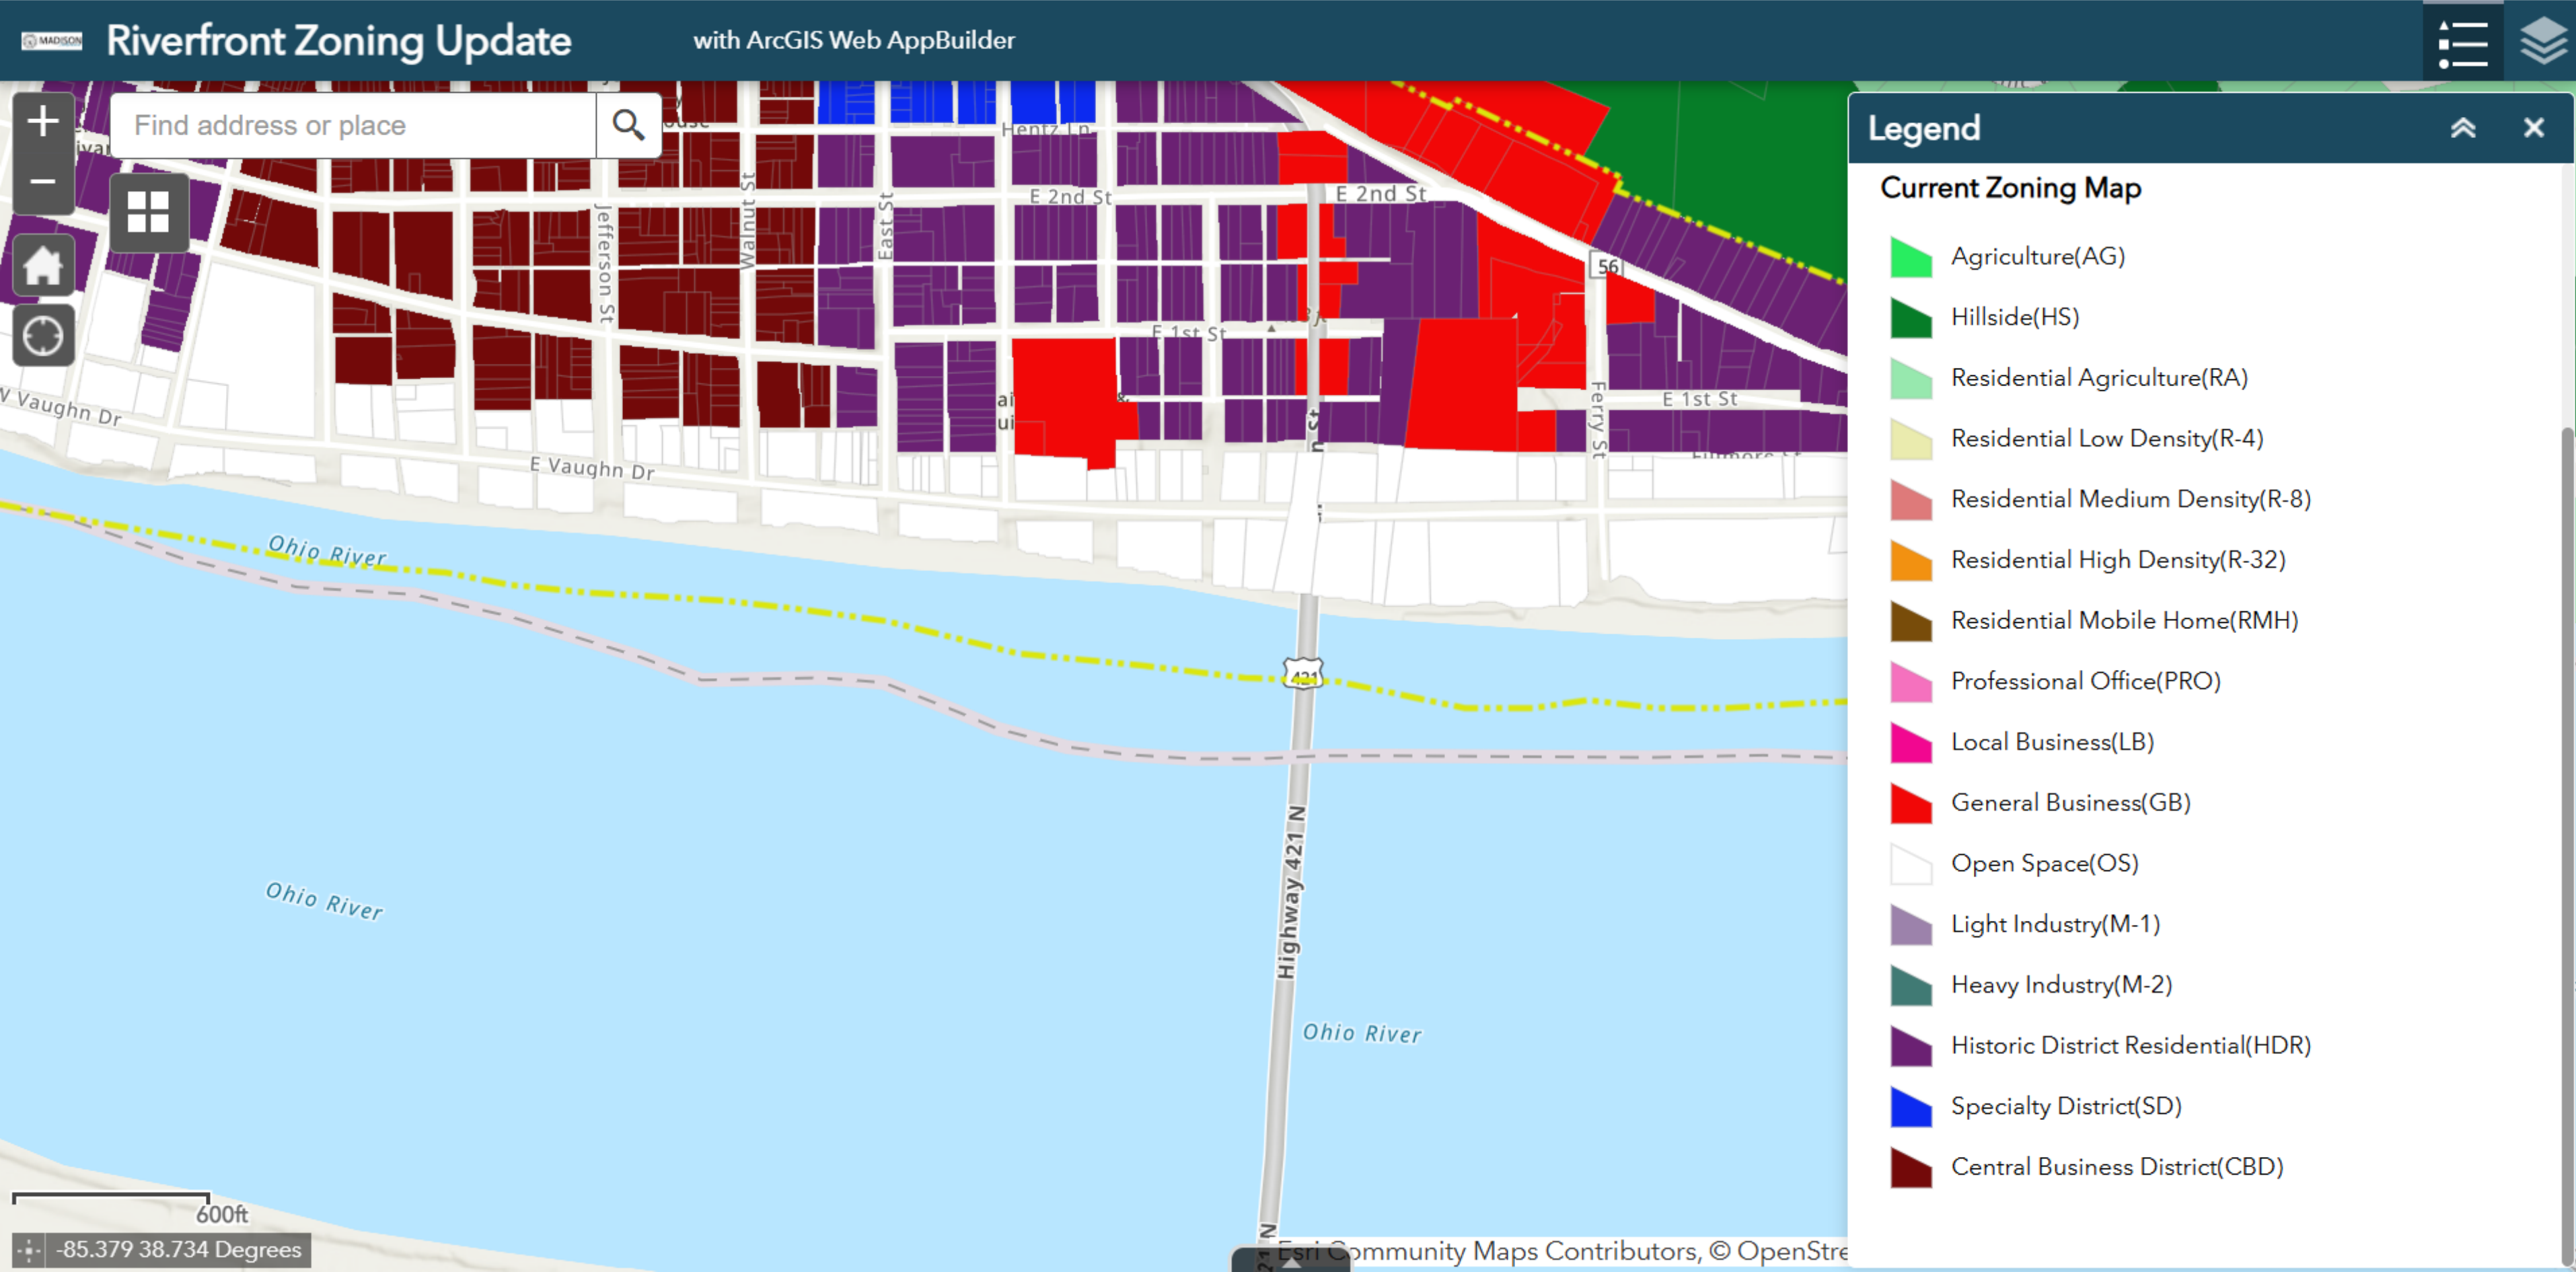 MADISON
Riverfront Zoning Update
with ArcGIS Web AppBuilder
+
Find address or place
−
Hentz Ln
E 2nd St
E 2nd St
Jefferson St
Walnut St
East St
56
E 1st St
E 1st St
Ferry St
W Vaughn Dr
E Vaughn Dr
Ohio River
421
Highway 421 N
Ohio River
Ohio River
600ft
-85.379 38.734 Degrees
Esri Community Maps Contributors, © OpenStre
Legend
Current Zoning Map
Agriculture(AG)
Hillside(HS)
Residential Agriculture(RA)
Residential Low Density(R-4)
Residential Medium Density(R-8)
Residential High Density(R-32)
Residential Mobile Home(RMH)
Professional Office(PRO)
Local Business(LB)
General Business(GB)
Open Space(OS)
Light Industry(M-1)
Heavy Industry(M-2)
Historic District Residential(HDR)
Specialty District(SD)
Central Business District(CBD)